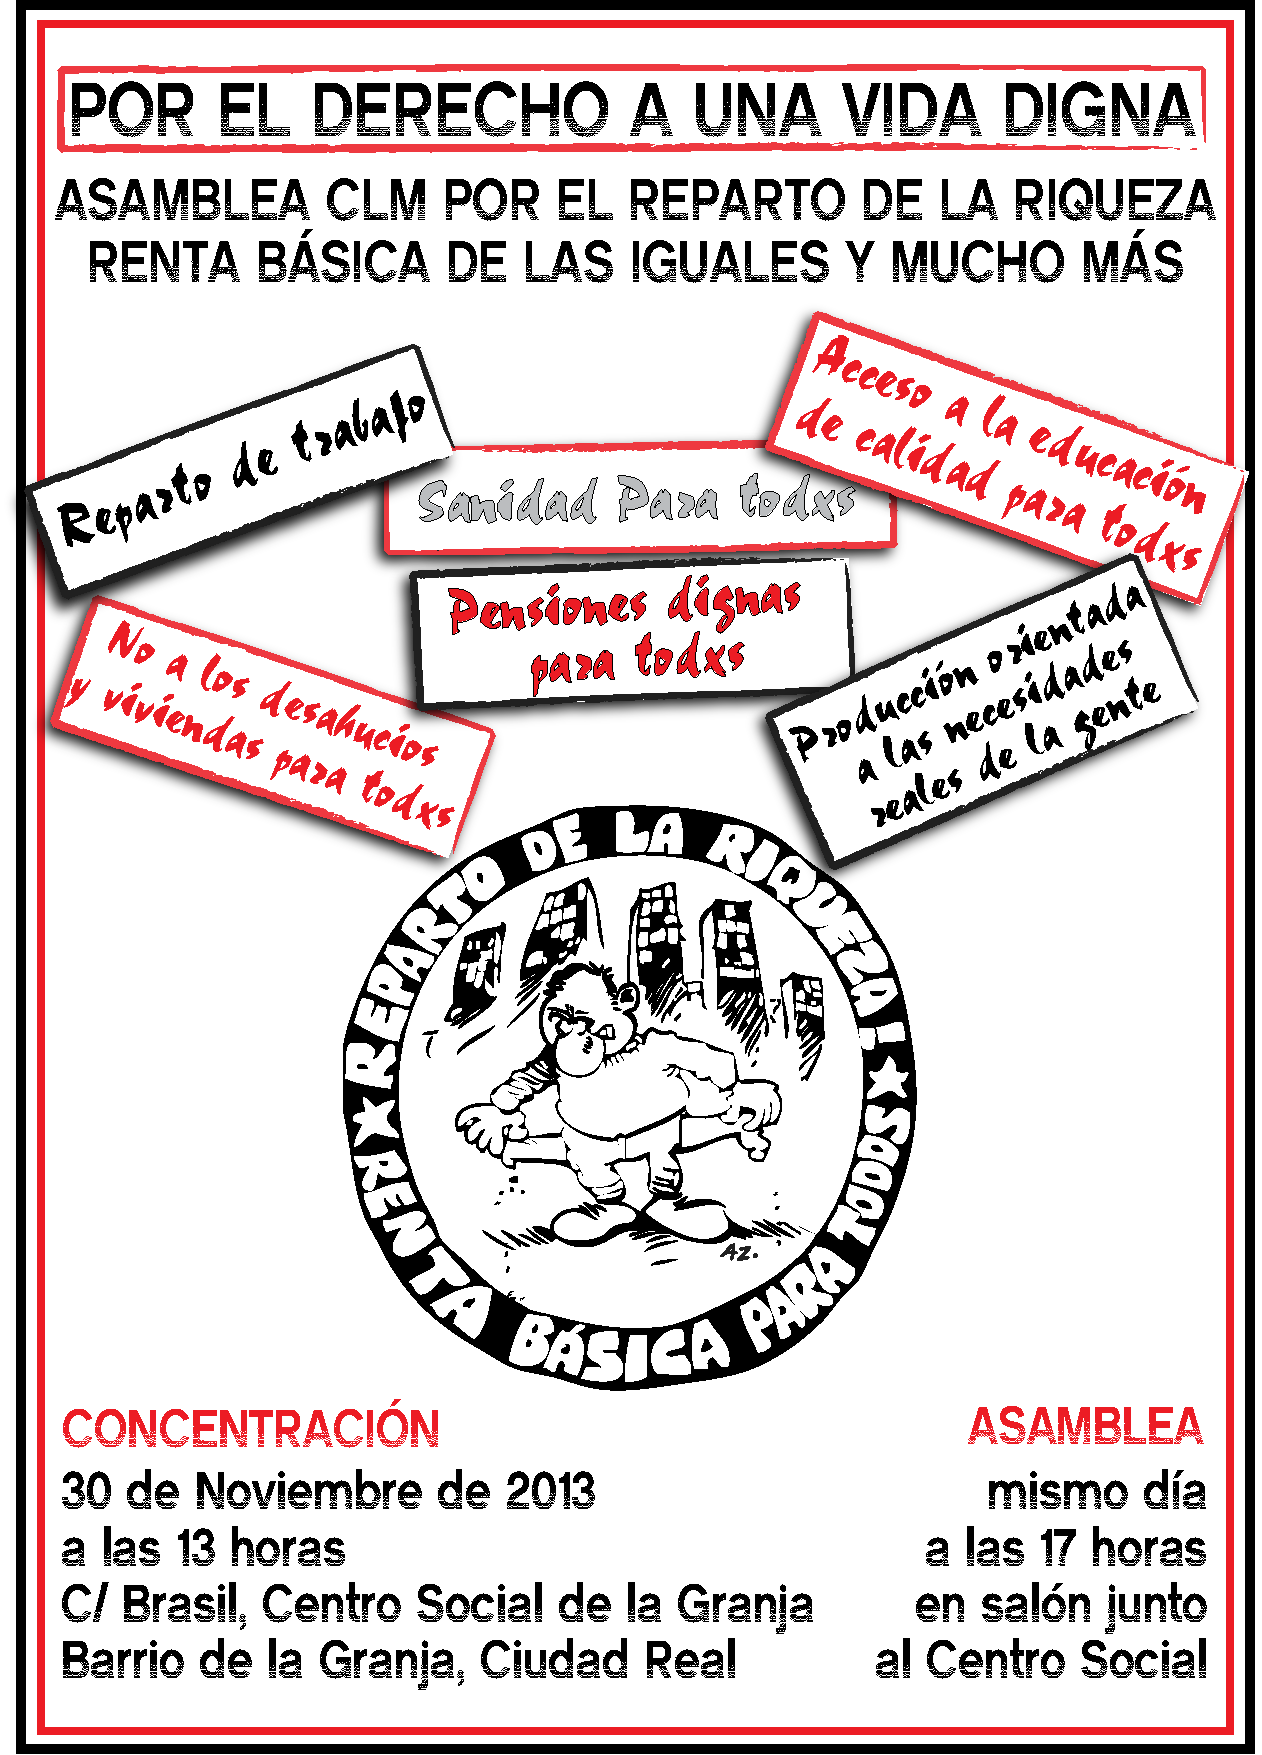 POR EL DERECHO A UNA VIDA DIGNA
ASAMBLEA CLM POR EL REPARTO DE LA RIQUEZA
RENTA BÁSICA DE LAS IGUALES Y MUCHO MÁS
Reparto de trabajo
Sanidad Para todxs
Acceso a la educación
de calidad para todxs
Pensiones dignas
para todxs
No a los desahucios
y viviendas para todxs
Producción orientada
a las necesidades
reales de la gente
REPARTO DE LA RIQUEZA!
RENTA BÁSICA PARA TODOS
AZ.
CONCENTRACIÓN
30 de Noviembre de 2013
a las 13 horas
C/ Brasil, Centro Social de la Granja
Barrio de la Granja, Ciudad Real
ASAMBLEA
mismo día
a las 17 horas
en salón junto
al Centro Social